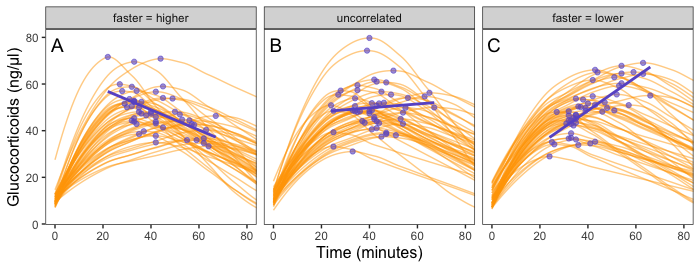 faster = higher
uncorrelated
faster = lower
A
B
C
Glucocorticoids (ng/µl)
80
60
40
20
0
0 20 40 60 80
0 20 40 60 80
0 20 40 60 80
Time (minutes)